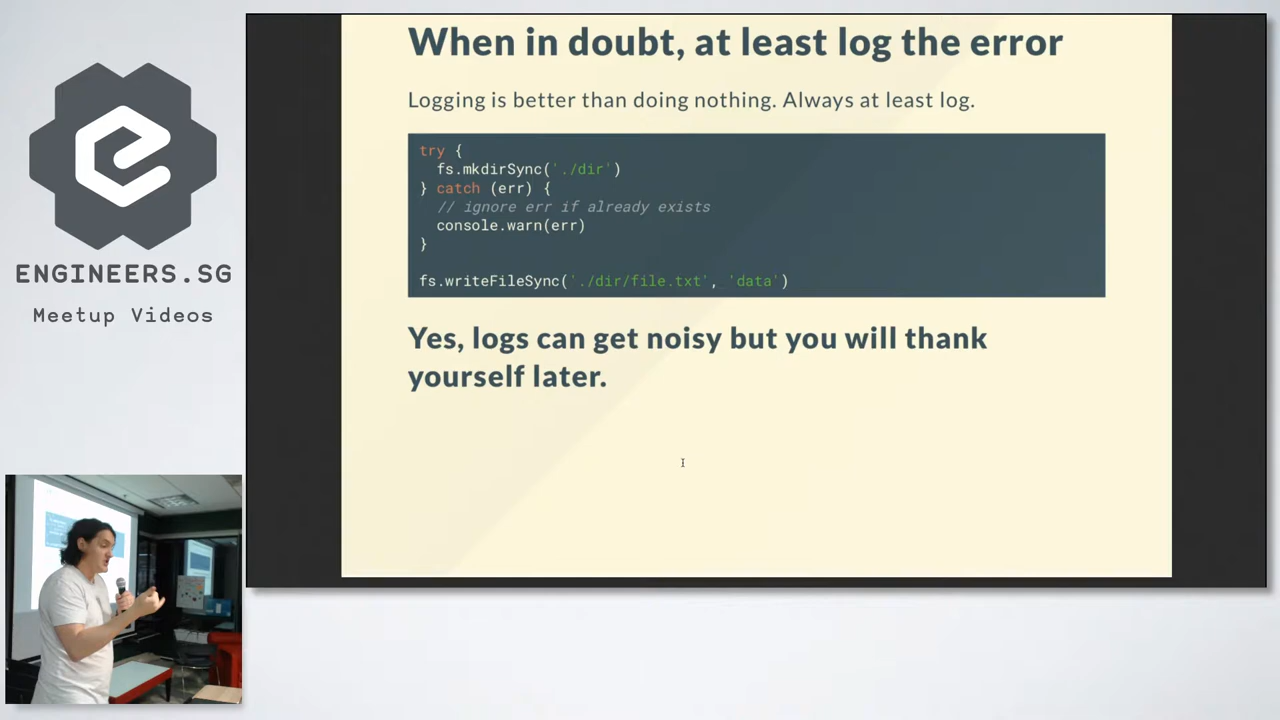 When in doubt, at least log the error
Logging is better than doing nothing. Always at least log.
try {
  fs.mkdirSync('./dir')
} catch (err) {
  // ignore err if already exists
  console.warn(err)
}
fs.writeFileSync('./dir/file.txt', 'data')
Yes, logs can get noisy but you will thank
yourself later.
ENGINEERS.SG
Meetup Videos